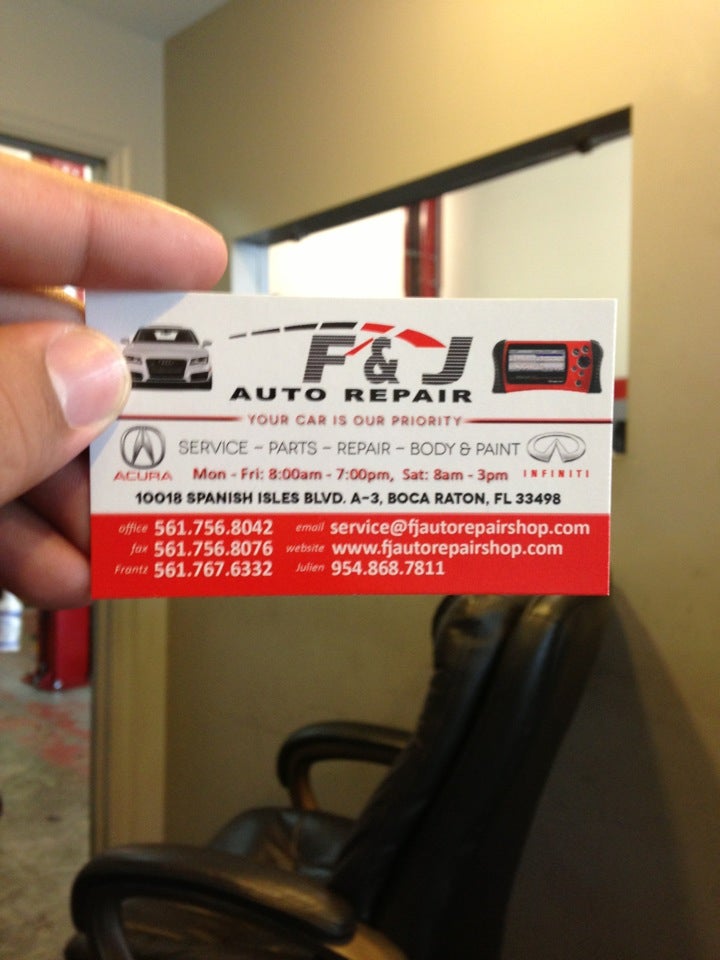 F & J
AUTO REPAIR
YOUR CAR IS OUR PRIORITY
SERVICE – PARTS – REPAIR – BODY & PAINT
ACURA
INFINITI
Mon - Fri: 8:00am - 7:00pm, Sat: 8am - 3pm
10018 SPANISH ISLES BLVD. A-3, BOCA RATON, FL 33498
office 561.756.8042 email service@fjautorepairshop.com
fax 561.756.8076 website www.fjautorepairshop.com
Frantz 561.767.6332 Julien 954.868.7811